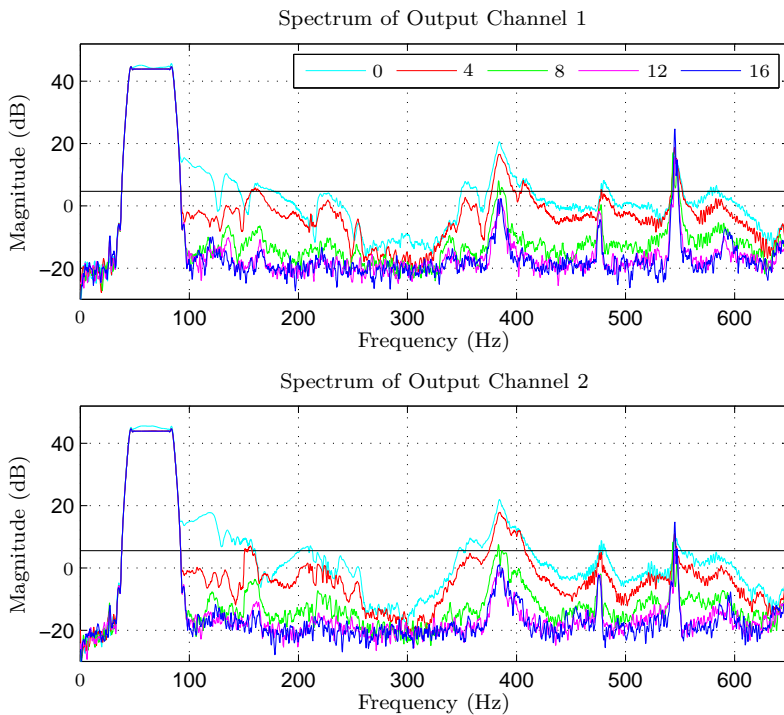 Spectrum of Output Channel 1
0 4 8 12 16
40
20
0
−20
Magnitude (dB)
0 100 200 300 400 500 600
Frequency (Hz)
Spectrum of Output Channel 2
40
20
0
−20
Magnitude (dB)
0 100 200 300 400 500 600
Frequency (Hz)